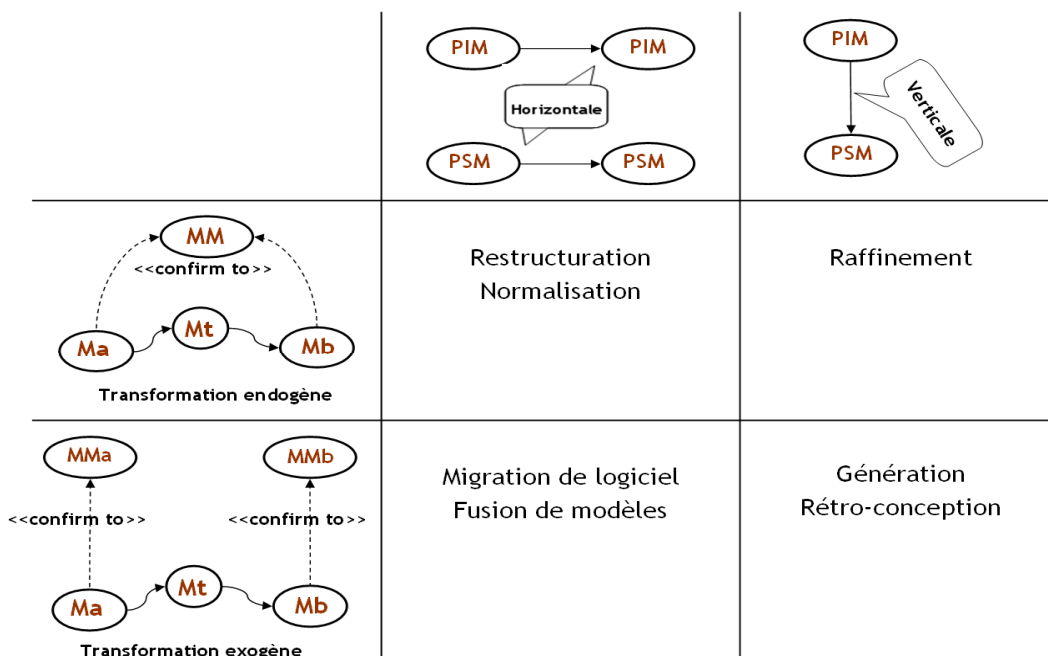 PIM PIM
Horizontale
PSM PSM
PIM
Verticale
PSM
MM
<<confirm to>>
Ma Mt Mb
Transformation endogène
Restructuration
Normalisation
Raffinement
MMa MMb
<<confirm to>> <<confirm to>>
Ma Mt Mb
Transformation exogène
Migration de logiciel
Fusion de modèles
Génération
Rétro-conception